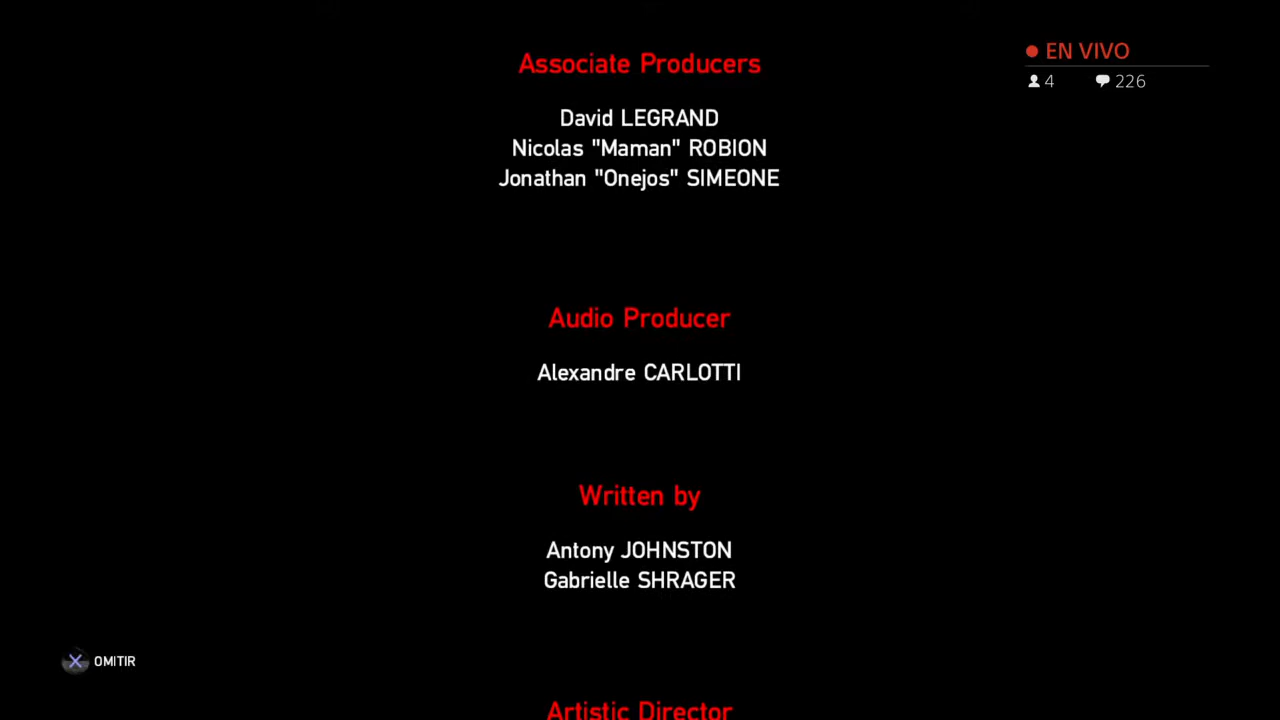 Associate Producers
EN VIVO
4 226
David LEGRAND
Nicolas "Maman" ROBION
Jonathan "Onejos" SIMEONE
Audio Producer
Alexandre CARLOTTI
Written by
Antony JOHNSTON
Gabrielle SHRAGER
OMITIR
Artistic Director